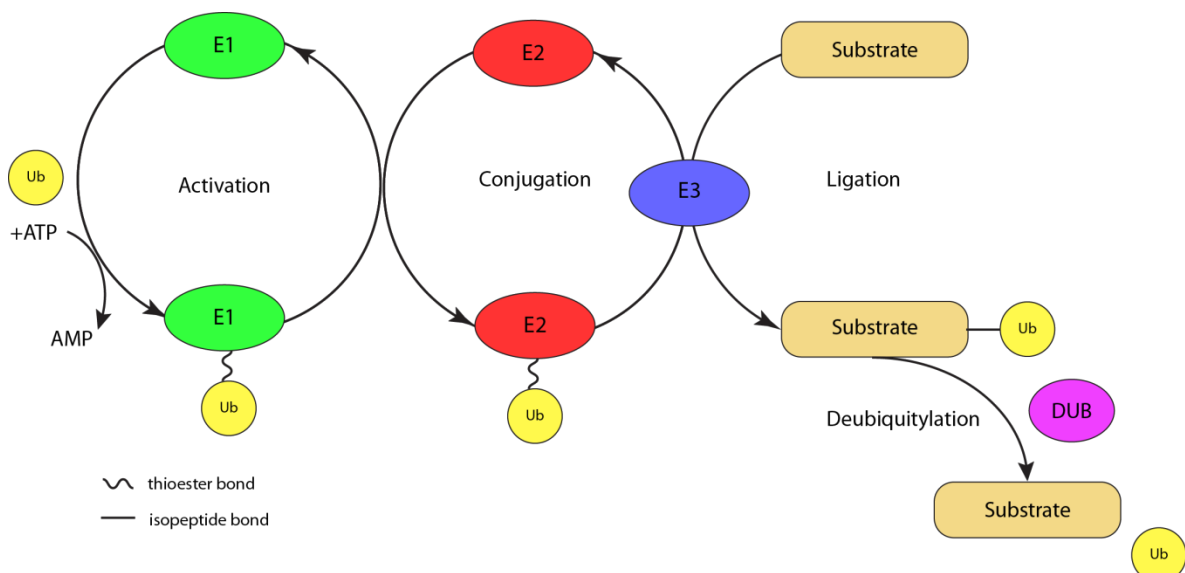 E1
E2
Substrate
Ub
Activation
Conjugation
E3
Ligation
+ATP
E1
E2
Substrate
Ub
AMP
Ub
Ub
DUB
Deubiquitylation
thioester bond
Substrate
isopeptide bond
Ub